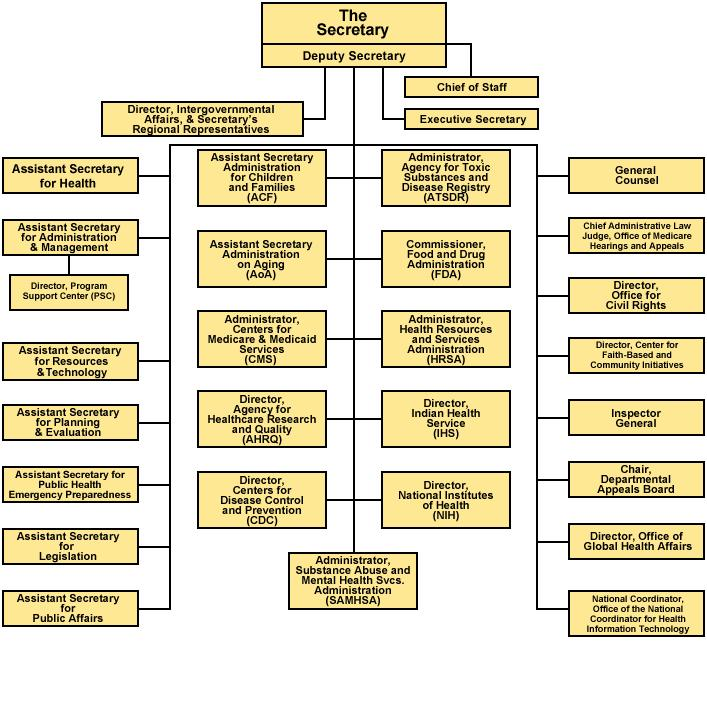 The
Secretary
Deputy Secretary
Chief of Staff
Director, Intergovernmental
Affairs, & Secretary's
Regional Representatives
Executive Secretary
Assistant Secretary
for Health
Assistant Secretary
for Administration
& Management
Director, Program
Support Center (PSC)
Assistant Secretary
for Resources
&Technology
Assistant Secretary
for Planning
& Evaluation
Assistant Secretary for
Public Health
Emergency Preparedness
Assistant Secretary
for
Legislation
Assistant Secretary
for
Public Affairs
Assistant Secretary
Administration
for Children
and Families
(ACF)
Assistant Secretary
Administration
on Aging
(AoA)
Administrator,
Centers for
Medicare & Medicaid
Services
(CMS)
Director,
Agency for
Healthcare Research
and Quality
(AHRQ)
Director,
Centers for
Disease Control
and Prevention
(CDC)
Administrator,
Agency for Toxic
Substances and
Disease Registry
(ATSDR)
Commissioner,
Food and Drug
Administration
(FDA)
Administrator,
Health Resources
and Services
Administration
(HRSA)
Director,
Indian Health
Service
(IHS)
Director,
National Institutes
of Health
(NIH)
Administrator,
Substance Abuse and
Mental Health Svcs.
Administration
(SAMHSA)
General
Counsel
Chief Administrative Law
Judge, Office of Medicare
Hearings and Appeals
Director,
Office for
Civil Rights
Director, Center for
Faith-Based and
Community Initiatives
Inspector
General
Chair,
Departmental
Appeals Board
Director, Office of
Global Health Affairs
National Coordinator,
Office of the National
Coordinator for Health
Information Technology